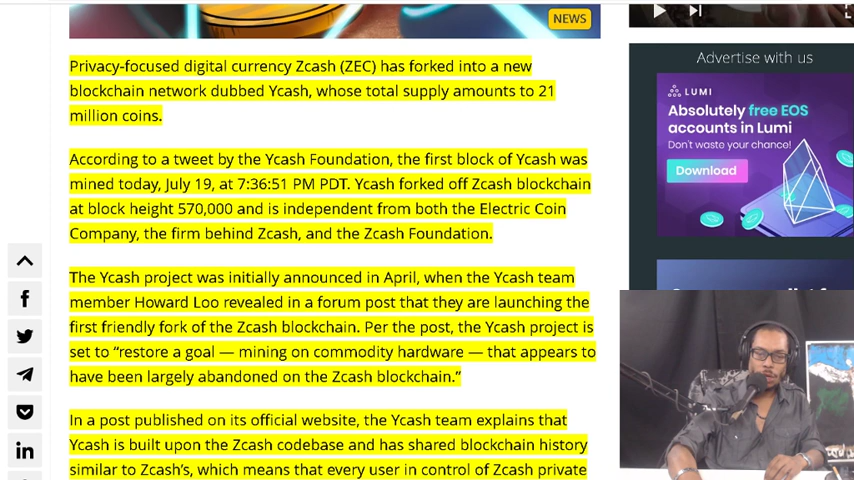 NEWS
Privacy-focused digital currency Zcash (ZEC) has forked into a new
blockchain network dubbed Ycash, whose total supply amounts to 21
million coins.
According to a tweet by the Ycash Foundation, the first block of Ycash was
mined today, July 19, at 7:36:51 PM PDT. Ycash forked off Zcash blockchain
at block height 570,000 and is independent from both the Electric Coin
Company, the firm behind Zcash, and the Zcash Foundation.
The Ycash project was initially announced in April, when the Ycash team
member Howard Loo revealed in a forum post that they are launching the
first friendly fork of the Zcash blockchain. Per the post, the Ycash project is
set to “restore a goal — mining on commodity hardware — that appears to
have been largely abandoned on the Zcash blockchain.”
In a post published on its official website, the Ycash team explains that
Ycash is built upon the Zcash codebase and has shared blockchain history
similar to Zcash’s, which means that every user in control of Zcash private
Advertise with us
LUMI
Absolutely free EOS
accounts in Lumi
Don't waste your chance!
Download